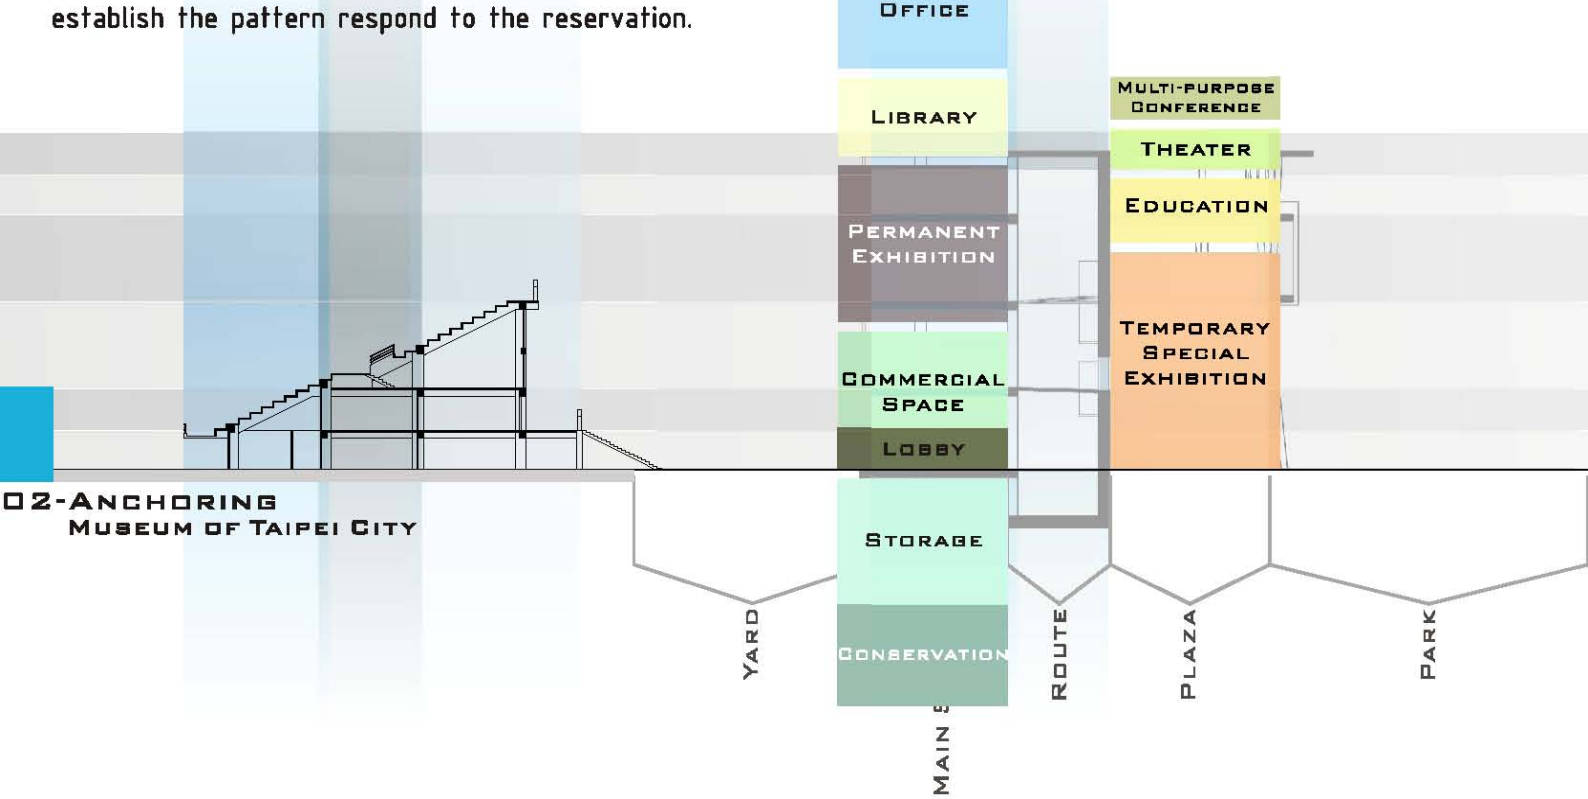 establish the pattern respond to the reservation.
OFFICE
LIBRARY
PERMANENT
EXHIBITION
COMMERCIAL
SPACE
LOBBY
STORAGE
CONSERVATION
MULTI-PURPOSE
CONFERENCE
THEATER
EDUCATION
TEMPORARY
SPECIAL
EXHIBITION
02-ANCHORING
MUSEUM OF TAIPEI CITY
YARD
MAIN
ROUTE
PLAZA
PARK